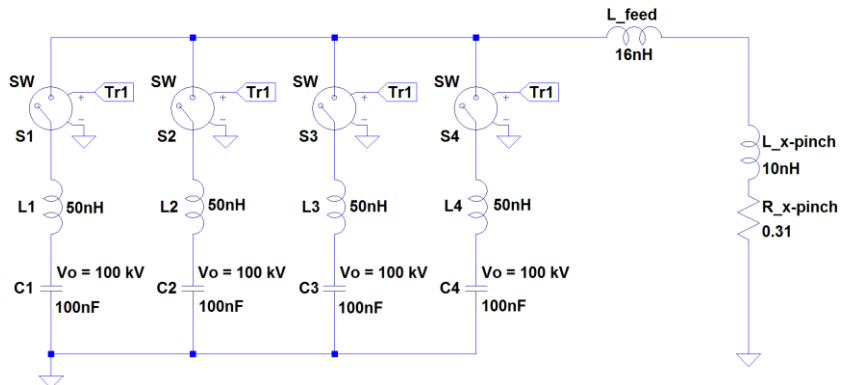 L_feed
16nH
SW
Tr1
+
−
S1
SW
Tr1
+
−
S2
SW
Tr1
+
−
S3
SW
Tr1
+
−
S4
L_x-pinch
10nH
R_x-pinch
0.31
L1
50nH
L2
50nH
L3
50nH
L4
50nH
Vo = 100 kV
C1
100nF
Vo = 100 kV
C2
100nF
Vo = 100 kV
C3
100nF
Vo = 100 kV
C4
100nF